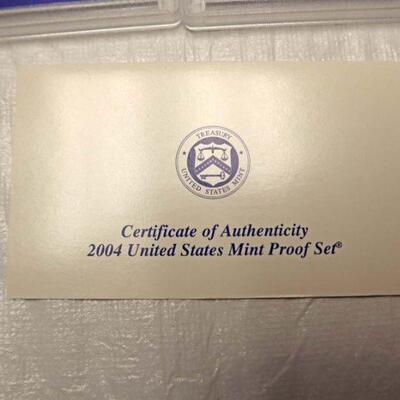 TREASURY
UNITED STATES MINT
Certificate of Authenticity
2004 United States Mint Proof Set®